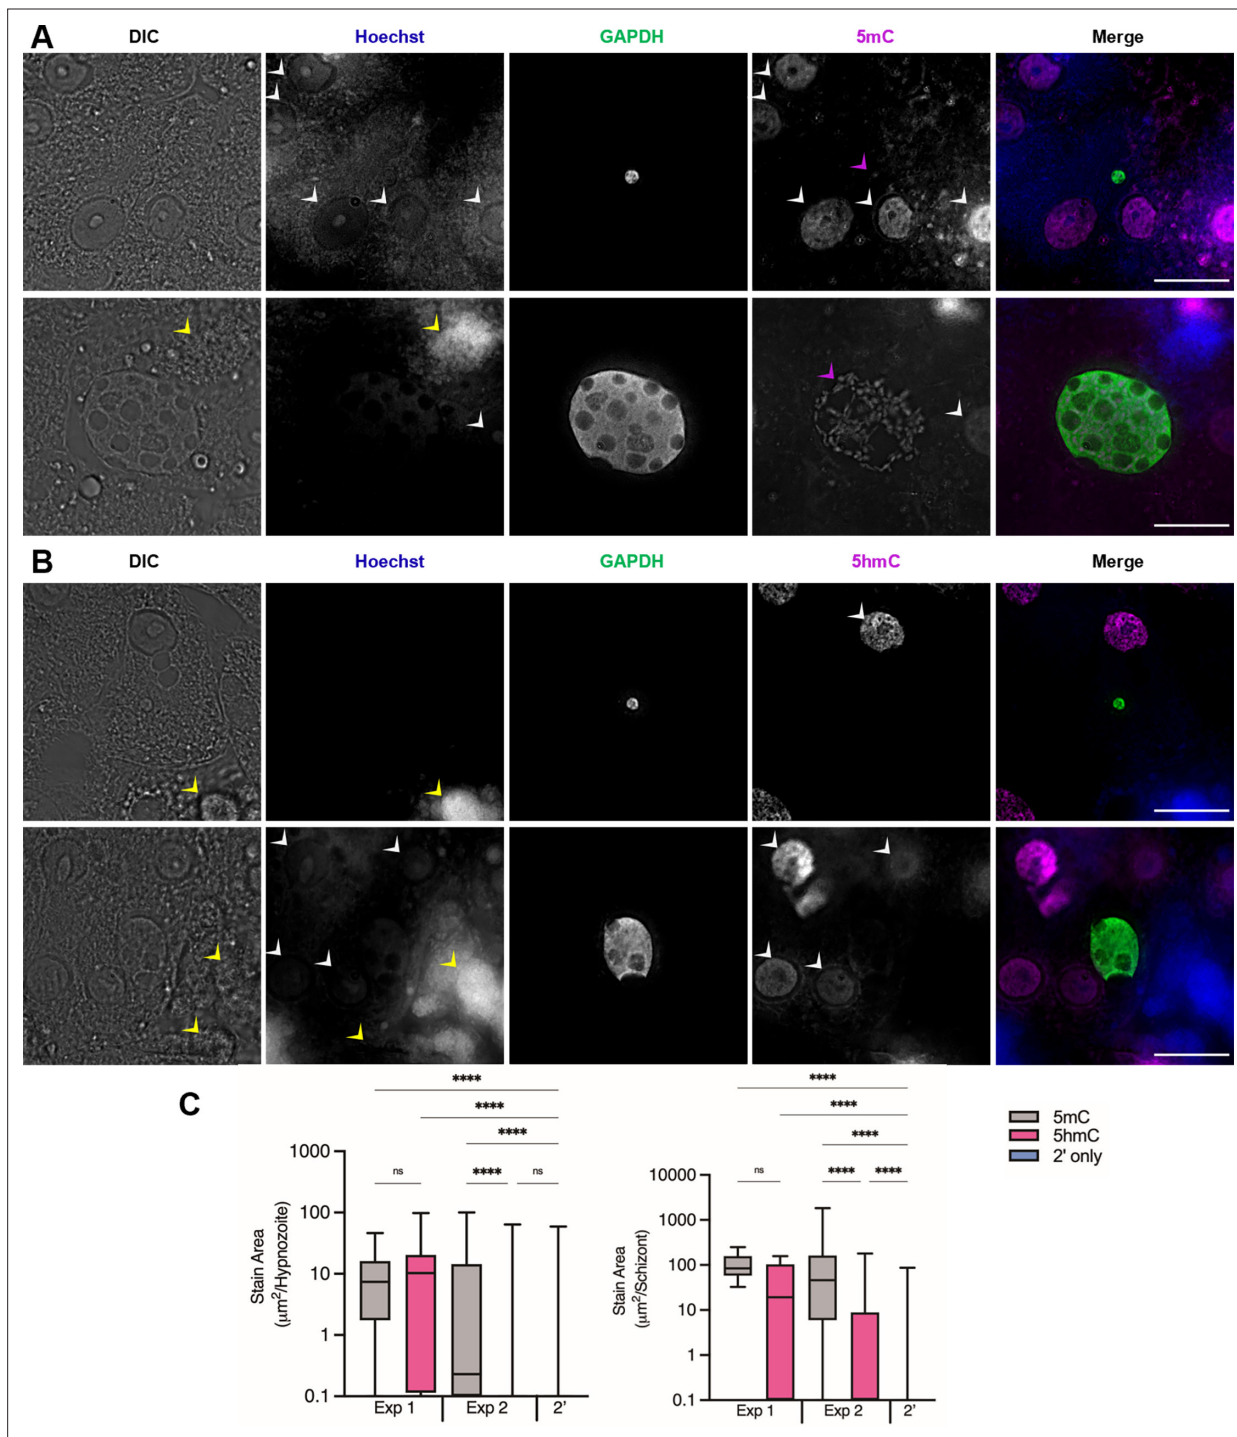 A
DIC Hoechst GAPDH 5mC Merge
B
DIC Hoechst GAPDH 5hmC Merge
C
**** ****
**** ****
**** ****
ns **** ns
ns **** ****
1000
100
10
1
0.1
Stain Area
(μm²/Hypnozoite)
Exp 1 Exp 2 2'
10000
1000
100
10
1
0.1
Stain Area
(μm²/Schizont)
Exp 1 Exp 2 2'
5mC
5hmC
2' only